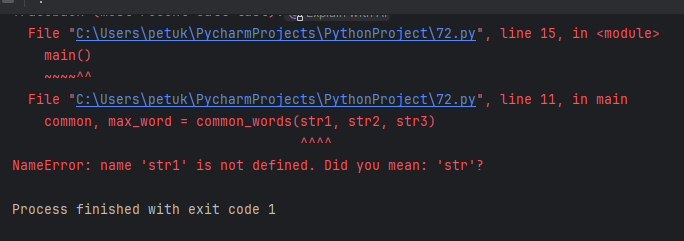 File "C:\Users\petuk\PycharmProjects\PythonProject\72.py", line 15, in <module>
main()
~~~~^^
File "C:\Users\petuk\PycharmProjects\PythonProject\72.py", line 11, in main
common, max_word = common_words(str1, str2, str3)
^^^^
NameError: name 'str1' is not defined. Did you mean: 'str'?
Process finished with exit code 1